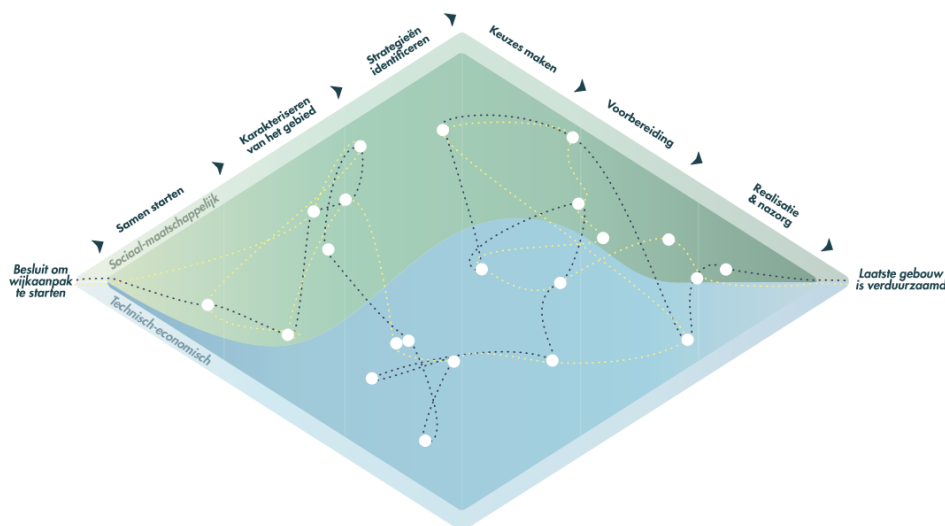 Besluit om
wijkaanpak
te starten
Samen starten
Karakteriseren
van het gebied
Strategieën
identificeren
Keuzes maken
Voorbereiding
Realisatie
& nazorg
Laatste gebouw
is verduurzaamd
Sociaal-maatschappelijk
Technisch-economisch